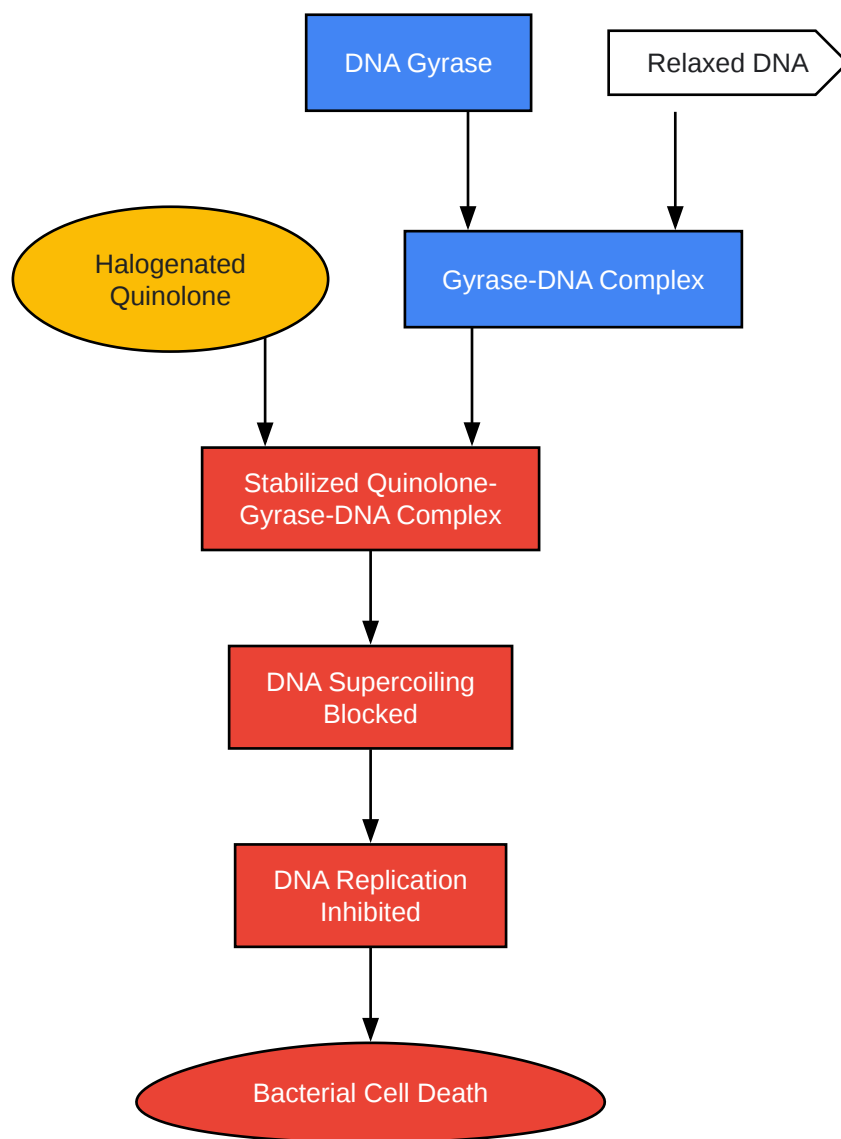 DNA Gyrase
Relaxed DNA
Halogenated
Quinolone
Gyrase-DNA Complex
Stabilized Quinolone-
Gyrase-DNA Complex
DNA Supercoiling
Blocked
DNA Replication
Inhibited
Bacterial Cell Death